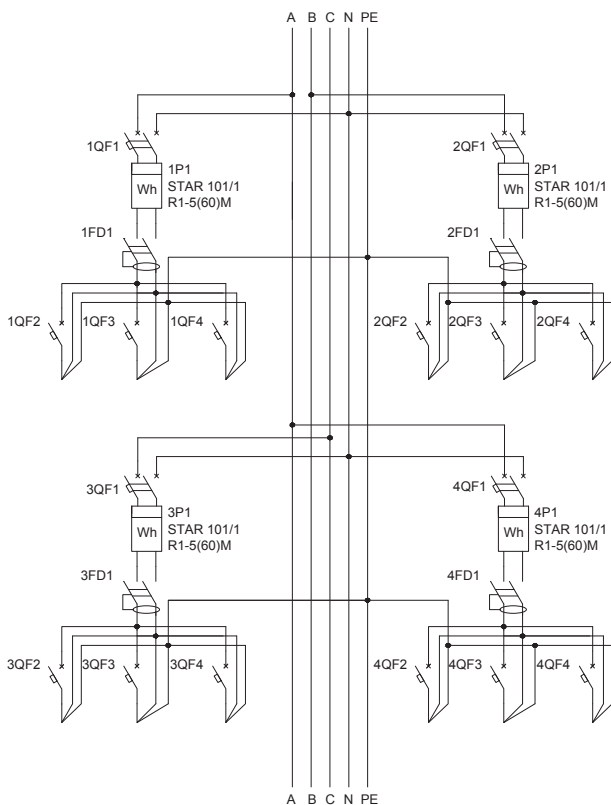 A B C N PE
1QF1
1P1
Wh
STAR 101/1
R1-5(60)M
2QF1
2P1
Wh
STAR 101/1
R1-5(60)M
1FD1
2FD1
1QF2 1QF3 1QF4
2QF2 2QF3 2QF4
3QF1
3P1
Wh
STAR 101/1
R1-5(60)M
4QF1
4P1
Wh
STAR 101/1
R1-5(60)M
3FD1
4FD1
3QF2 3QF3 3QF4
4QF2 4QF3 4QF4
A B C N PE